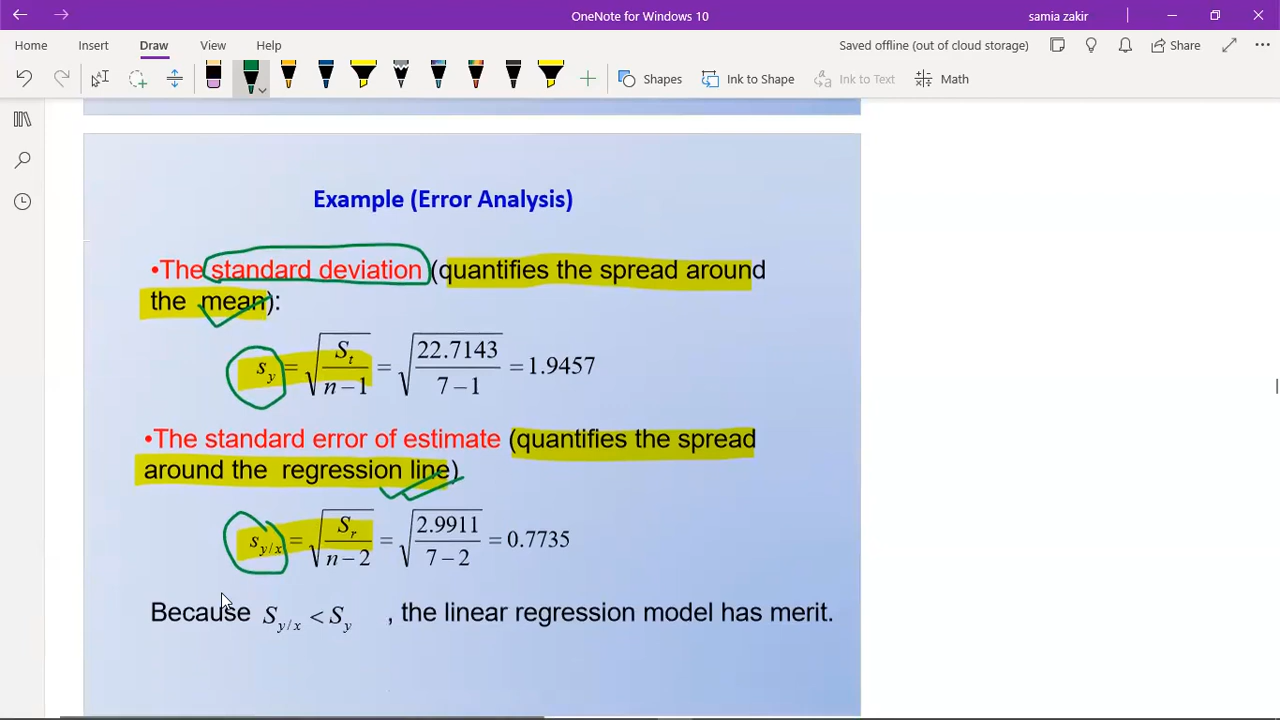 OneNote for Windows 10
samia zakir
Home Insert Draw View Help
Saved offline (out of cloud storage) Share
Shapes Ink to Shape Ink to Text Math
Example (Error Analysis)
•The standard deviation (quantifies the spread around
the mean):
s_y = √(S_t / (n − 1)) = √(22.7143 / (7 − 1)) = 1.9457
•The standard error of estimate (quantifies the spread
around the regression line)
s_{y/x} = √(S_r / (n − 2)) = √(2.9911 / (7 − 2)) = 0.7735
Because S_{y/x} < S_y , the linear regression model has merit.